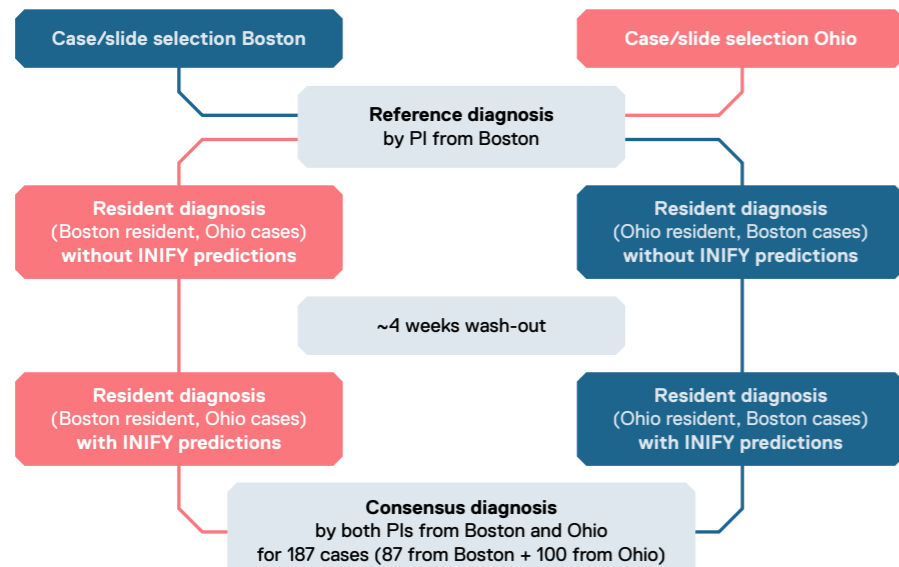 Case/slide selection Boston
Case/slide selection Ohio
Reference diagnosis
by PI from Boston
Resident diagnosis
(Boston resident, Ohio cases)
without INIFY predictions
Resident diagnosis
(Ohio resident, Boston cases)
without INIFY predictions
~4 weeks wash-out
Resident diagnosis
(Boston resident, Ohio cases)
with INIFY predictions
Resident diagnosis
(Ohio resident, Boston cases)
with INIFY predictions
Consensus diagnosis
by both PIs from Boston and Ohio
for 187 cases (87 from Boston + 100 from Ohio)